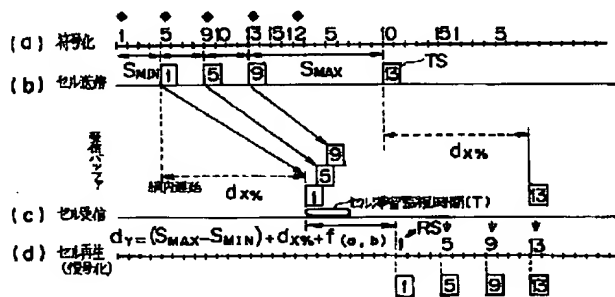 1 5 9 10 13 15 12 5 10 15 1 5
(a) 符号化
SMIN SMAX TS
(b) セル送信 1 5 9 13
受信バッファ
9
5
1
網内遅延 dx% dx% 13
(c) セル受信 セル滞留監視時間(T)
dY=(SMAX-SMIN)+dx%+f(a,b) RS
(d) セル再生 1 5 9 13
(復号化) 1 5 9 13